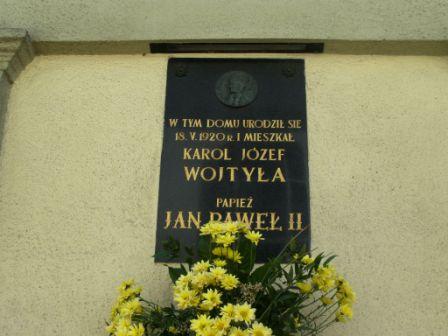 W TYM DOMU URODZIŁ SIĘ
18.V.1920 R. I MIESZKAŁ
KAROL JÓZEF
WOJTYŁA
PAPIEŻ
JAN PAWEŁ II